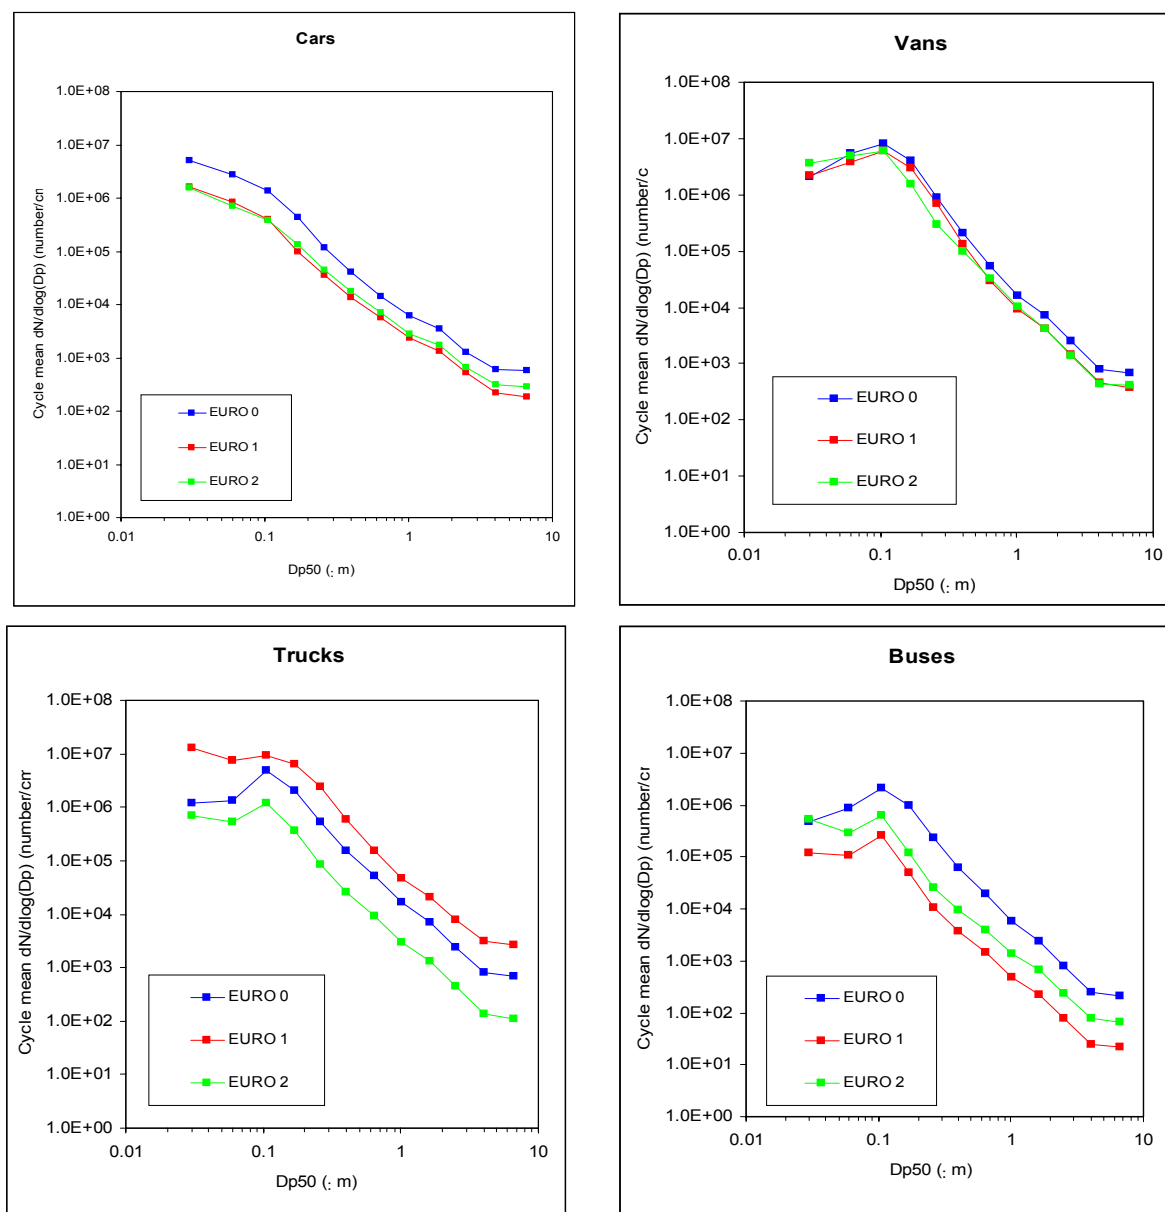 Cars
Cycle mean dN/dlog(Dp) (number/cm
1.0E+08
1.0E+07
1.0E+06
1.0E+05
1.0E+04
1.0E+03
1.0E+02
1.0E+01
1.0E+00
EURO 0
EURO 1
EURO 2
0.01
0.1
1
10
Dp50 (: m)
Vans
Cycle mean dN/dlog(Dp) (number/c
1.0E+08
1.0E+07
1.0E+06
1.0E+05
1.0E+04
1.0E+03
1.0E+02
1.0E+01
1.0E+00
EURO 0
EURO 1
EURO 2
0.01
0.1
1
10
Dp50 (: m)
Trucks
Cycle mean dN/dlog(Dp) (number/cm
1.0E+08
1.0E+07
1.0E+06
1.0E+05
1.0E+04
1.0E+03
1.0E+02
1.0E+01
1.0E+00
EURO 0
EURO 1
EURO 2
0.01
0.1
1
10
Dp50 (: m)
Buses
Cycle mean dN/dlog(Dp) (number/cr
1.0E+08
1.0E+07
1.0E+06
1.0E+05
1.0E+04
1.0E+03
1.0E+02
1.0E+01
1.0E+00
EURO 0
EURO 1
EURO 2
0.01
0.1
1
10
Dp50 (: m)